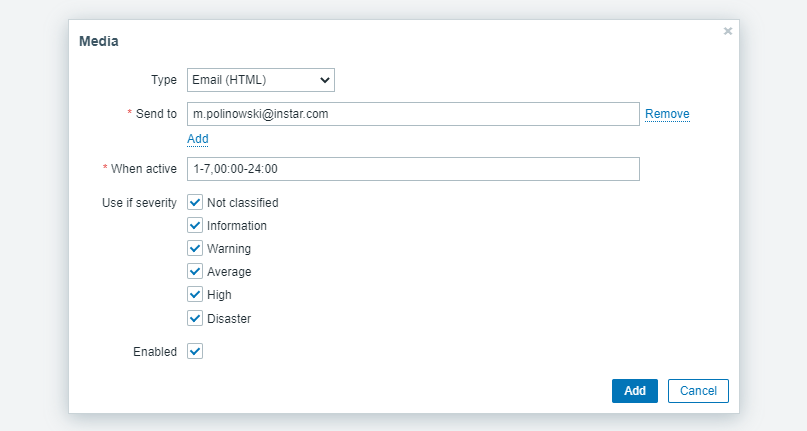 Media
Type Email (HTML)
* Send to m.polinowski@instar.com Remove
Add
* When active 1-7,00:00-24:00
Use if severity Not classified
Information
Warning
Average
High
Disaster
Enabled
Add Cancel